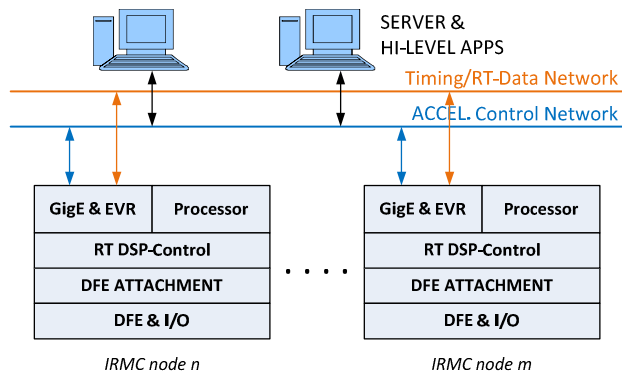 SERVER &
HI-LEVEL APPS
Timing/RT-Data Network
ACCEL. Control Network
GigE & EVR
Processor
RT DSP-Control
DFE ATTACHMENT
DFE & I/O
IRMC node n
. . . .
GigE & EVR
Processor
RT DSP-Control
DFE ATTACHMENT
DFE & I/O
IRMC node m